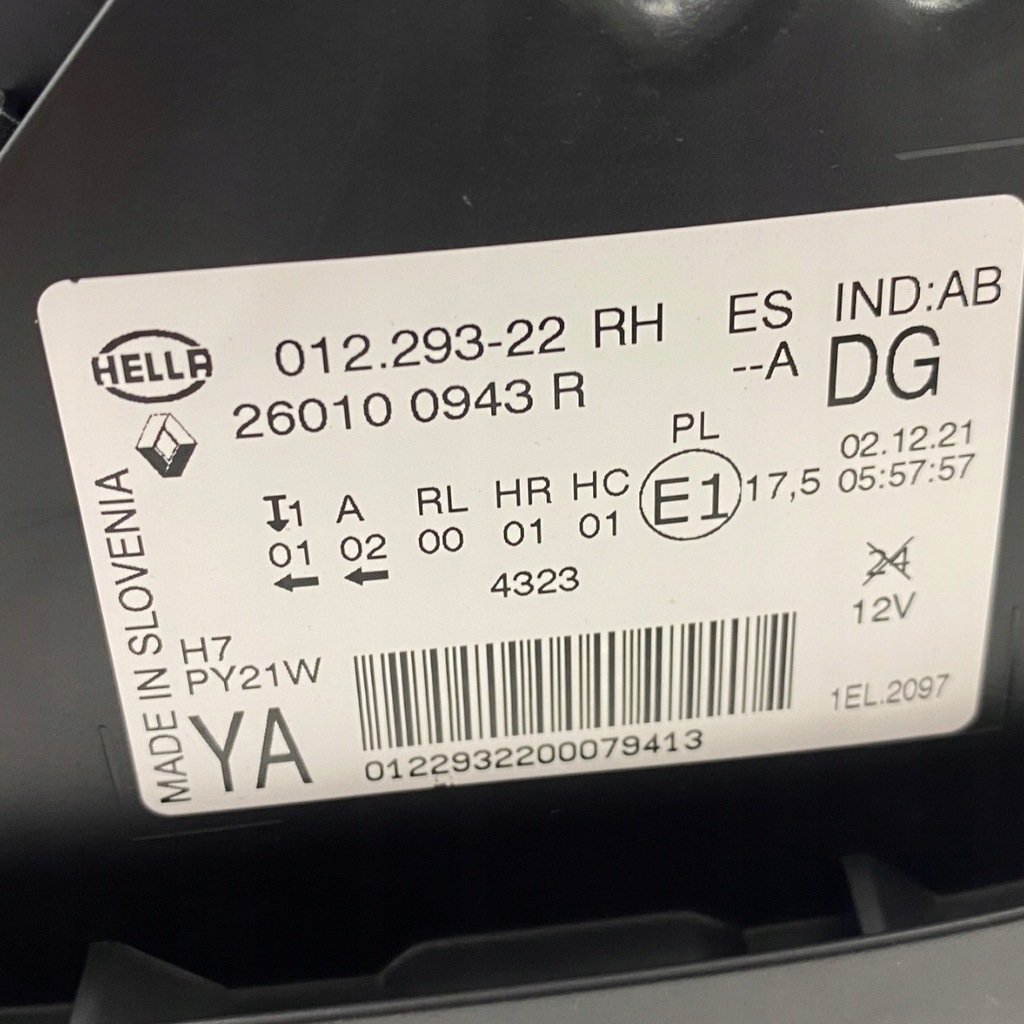 HELLA
012.293-22 RH ES IND:AB
26010 0943 R --A DG
PL
02.12.21
1 A RL HR HC E1 17,5 05:57:57
01 02 00 01 01
4323
24
12V
MADE IN SLOVENIA
H7
PY21W
YA
1EL.2097
0122932200079413